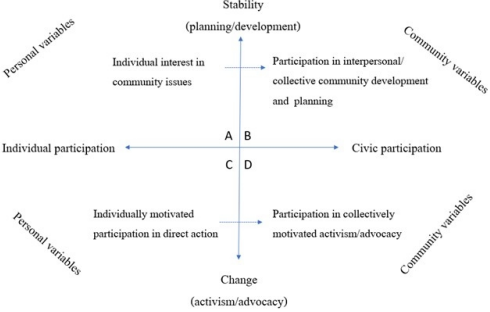 Stability
(planning/development)
Personal variables
Community variables
Individual interest in
community issues
Participation in interpersonal/
collective community development
and planning
A B
Individual participation
Civic participation
C D
Individually motivated
participation in direct action
Participation in collectively
motivated activism/advocacy
Personal variables
Community variables
Change
(activism/advocacy)